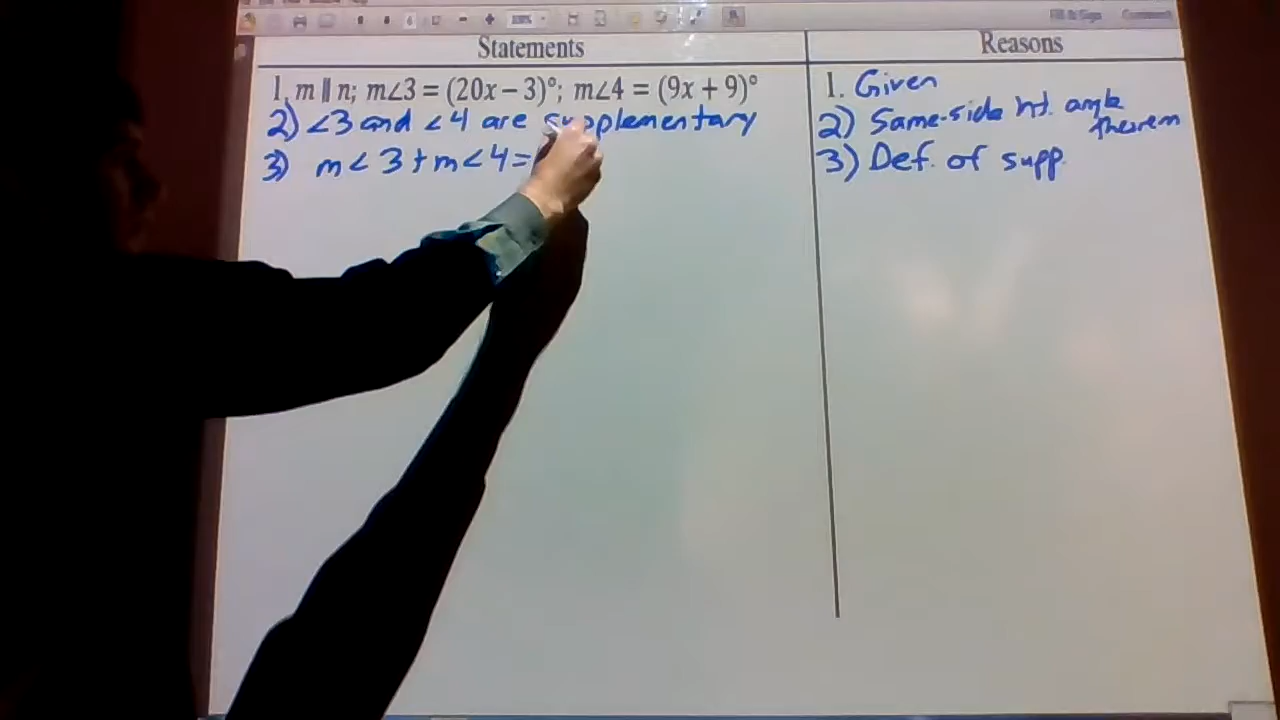 Statements
Reasons
1. m ∥ n; m∠3 = (20x − 3)°; m∠4 = (9x + 9)°
1. Given
2) ∠3 and ∠4 are supplementary
2) Same-side Int. angle
theorem
3) m∠3 + m∠4 =
3) Def. of supp.